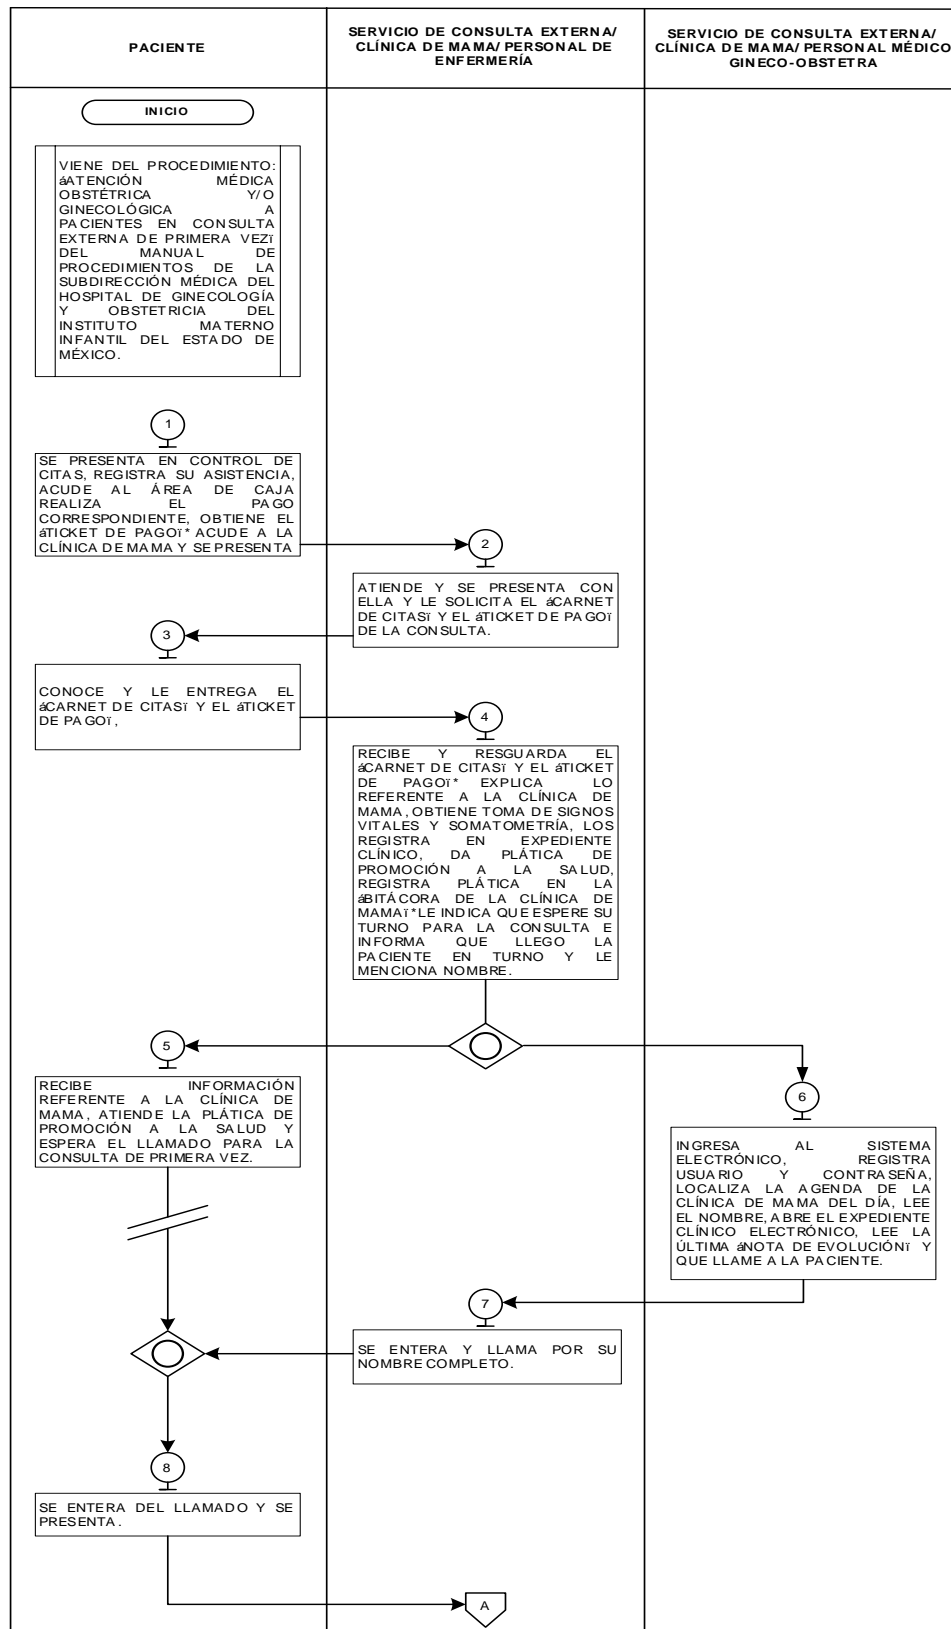 PACIENTE
SERVICIO DE CONSULTA EXTERNA/
CLÍNICA DE MAMA/ PERSONAL DE
ENFERMERÍA
SERVICIO DE CONSULTA EXTERNA/
CLÍNICA DE MAMA/ PERSONAL MÉDICO
GINECO-OBSTETRA
INICIO
VIENE DEL PROCEDIMIENTO:
áATENCIÓN MÉDICA
OBSTÉTRICA Y/O
GINECOLÓGICA A
PACIENTES EN CONSULTA
EXTERNA DE PRIMERA VEZï
DEL MANUAL DE
PROCEDIMIENTOS DE LA
SUBDIRECCIÓN MÉDICA DEL
HOSPITAL DE GINECOLOGÍA
Y OBSTETRICIA DEL
INSTITUTO MATERNO
INFANTIL DEL ESTADO DE
MÉXICO.
1
SE PRESENTA EN CONTROL DE
CITAS, REGISTRA SU ASISTENCIA,
ACUDE AL ÁREA DE CAJA
REALIZA EL PAGO
CORRESPONDIENTE, OBTIENE EL
áTICKET DE PAGOï* ACUDE A LA
CLÍNICA DE MAMA Y SE PRESENTA
2
ATIENDE Y SE PRESENTA CON
ELLA Y LE SOLICITA EL áCARNET
DE CITASï Y EL áTICKET DE PAGOï
DE LA CONSULTA.
3
CONOCE Y LE ENTREGA EL
áCARNET DE CITASï Y EL áTICKET
DE PAGOï,
4
RECIBE Y RESGUARDA EL
áCARNET DE CITASï Y EL áTICKET
DE PAGOï* EXPLICA LO
REFERENTE A LA CLÍNICA DE
MAMA, OBTIENE TOMA DE SIGNOS
VITALES Y SOMATOMETRÍA, LOS
REGISTRA EN EXPEDIENTE
CLÍNICO, DA PLÁTICA DE
PROMOCIÓN A LA SALUD,
REGISTRA PLÁTICA EN LA
áBITÁCORA DE LA CLÍNICA DE
MAMAï*LE INDICA QUE ESPERE SU
TURNO PARA LA CONSULTA E
INFORMA QUE LLEGO LA
PACIENTE EN TURNO Y LE
MENCIONA NOMBRE.
5
RECIBE INFORMACIÓN
REFERENTE A LA CLÍNICA DE
MAMA, ATIENDE LA PLÁTICA DE
PROMOCIÓN A LA SALUD Y
ESPERA EL LLAMADO PARA LA
CONSULTA DE PRIMERA VEZ.
6
INGRESA AL SISTEMA
ELECTRÓNICO, REGISTRA
USUARIO Y CONTRASEÑA,
LOCALIZA LA AGENDA DE LA
CLÍNICA DE MAMA DEL DÍA, LEE
EL NOMBRE, ABRE EL EXPEDIENTE
CLÍNICO ELECTRÓNICO, LEE LA
ÚLTIMA áNOTA DE EVOLUCIÓNï Y
QUE LLAME A LA PACIENTE.
7
SE ENTERA Y LLAMA POR SU
NOMBRE COMPLETO.
8
SE ENTERA DEL LLAMADO Y SE
PRESENTA.
A